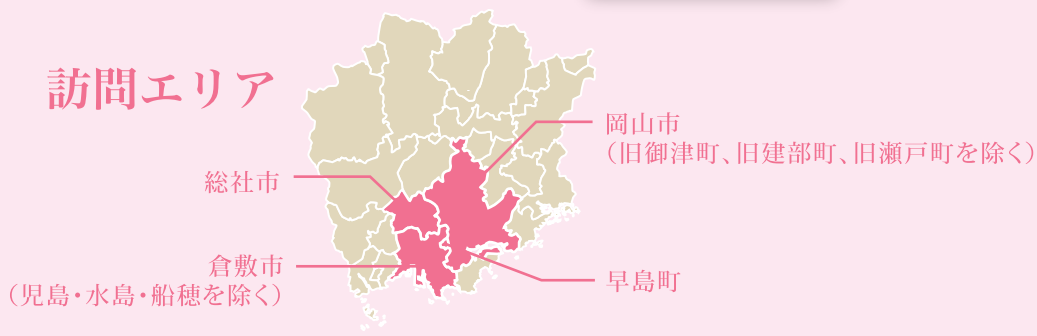 訪問エリア
岡山市
(旧御津町、旧建部町、旧瀬戸町を除く)
総社市
倉敷市
(児島・水島・船穂を除く)
早島町